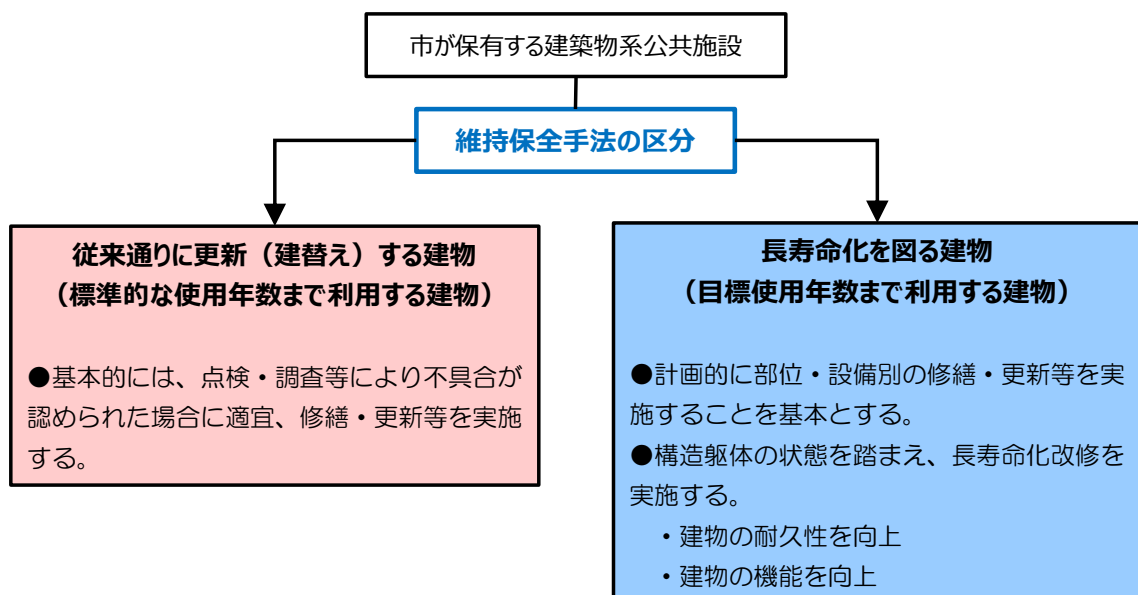 市が保有する建築物系公共施設
維持保全手法の区分
従来通りに更新（建替え）する建物
（標準的な使用年数まで利用する建物）
●基本的には、点検・調査等により不具合が
認められた場合に適宜、修繕・更新等を実施
する。
長寿命化を図る建物
（目標使用年数まで利用する建物）
●計画的に部位・設備別の修繕・更新等を実
施することを基本とする。
●構造躯体の状態を踏まえ、長寿命化改修を
実施する。
・建物の耐久性を向上
・建物の機能を向上